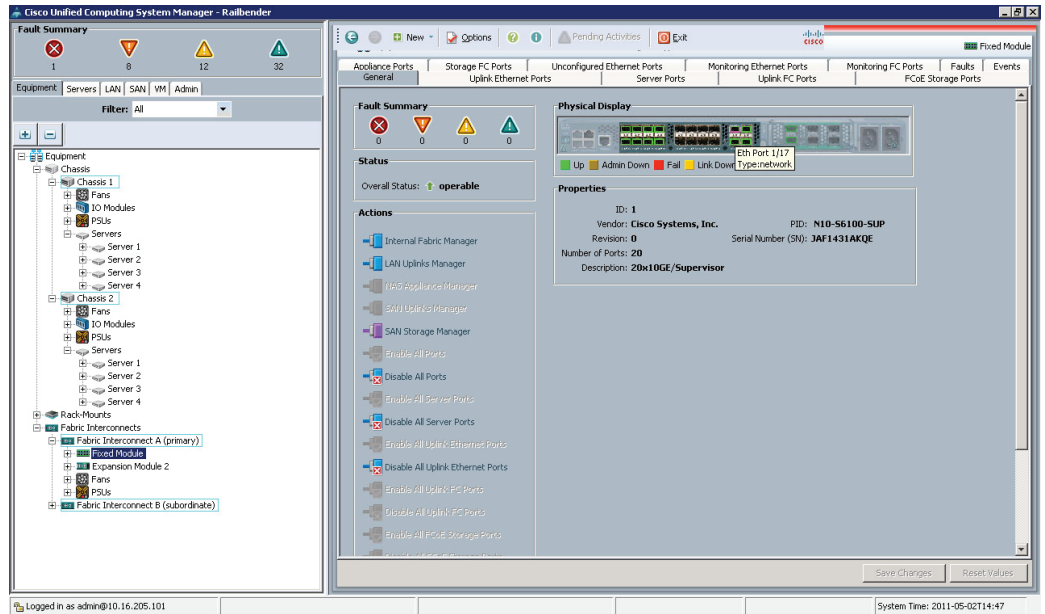 Cisco Unified Computing System Manager - Railbender
Fault Summary
1 8 12 32
Equipment Servers LAN SAN VM Admin
Filter: All
Equipment
Chassis
Chassis 1
Fans
IO Modules
PSUs
Servers
Server 1
Server 2
Server 3
Server 4
Chassis 2
Fans
IO Modules
PSUs
Servers
Server 1
Server 2
Server 3
Server 4
Rack-Mounts
Fabric Interconnects
Fabric Interconnect A (primary)
Fixed Module
Expansion Module 2
Fans
PSUs
Fabric Interconnect B (subordinate)
New Options Pending Activities Exit
CISCO
Fixed Module
Appliance Ports Storage FC Ports Unconfigured Ethernet Ports Monitoring Ethernet Ports Monitoring FC Ports Faults Events
General Uplink Ethernet Ports Server Ports Uplink FC Ports FCoE Storage Ports
Fault Summary
0 0 0 0
Status
Overall Status: operable
Actions
Internal Fabric Manager
LAN Uplinks Manager
NAS Appliance Manager
SAN Uplinks Manager
SAN Storage Manager
Enable All Ports
Disable All Ports
Enable All Server Ports
Disable All Server Ports
Enable All Uplink Ethernet Ports
Disable All Uplink Ethernet Ports
Enable All Uplink FC Ports
Disable All Uplink FC Ports
Enable All FCoE Storage Ports
Physical Display
Eth Port 1/17
Type:network
Up Admin Down Fail Link Down
Properties
ID: 1
Vendor: Cisco Systems, Inc. PID: N10-S6100-SUP
Revision: 0 Serial Number (SN): JAF1431AKQE
Number of Ports: 20
Description: 20x10GE/Supervisor
Save Changes Reset Values
Logged in as admin@10.16.205.101 System Time: 2011-05-02T14:47